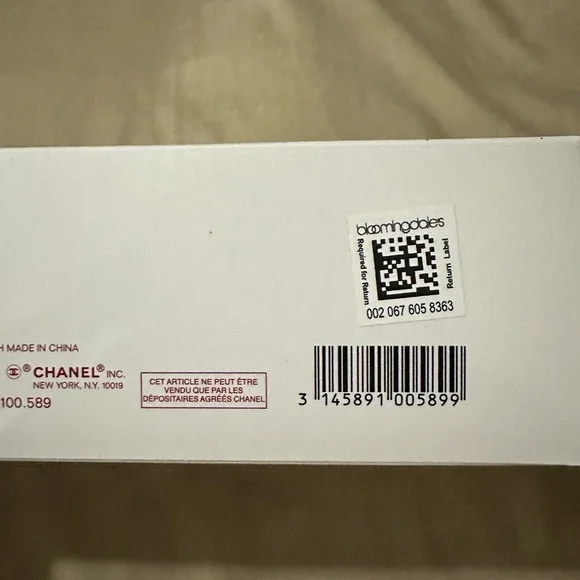 bloomingdale's
Required for Return
Return Label
002 067 605 8363
H MADE IN CHINA
® CHANEL® INC.
NEW YORK, N.Y. 10019
100.589
CET ARTICLE NE PEUT ÊTRE
VENDU QUE PAR LES
DÉPOSITAIRES AGRÉÉS CHANEL
3 145891 005899